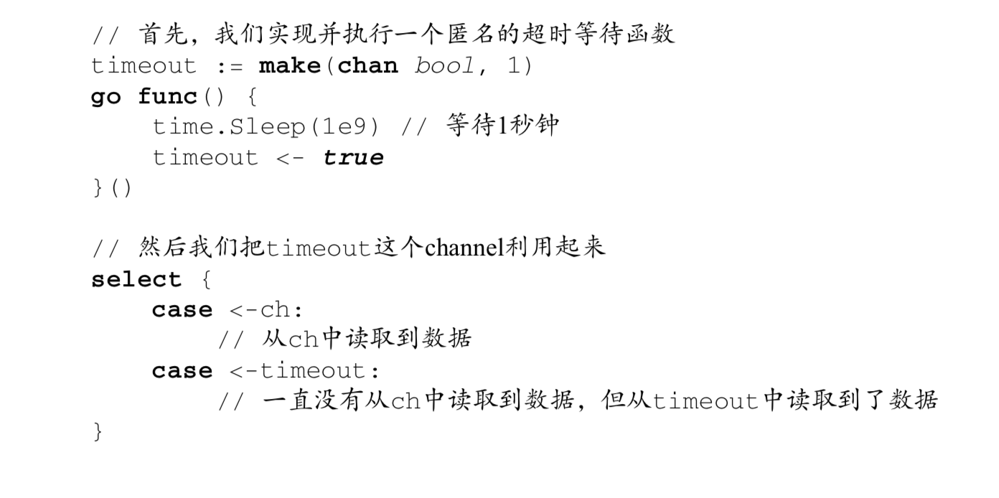 // 首先，我们实现并执行一个匿名的超时等待函数
timeout := make(chan bool, 1)
go func() {
    time.Sleep(1e9) // 等待1秒钟
    timeout <- true
}()

// 然后我们把timeout这个channel利用起来
select {
    case <-ch:
        // 从ch中读取到数据
    case <-timeout:
        // 一直没有从ch中读取到数据，但从timeout中读取到了数据
}